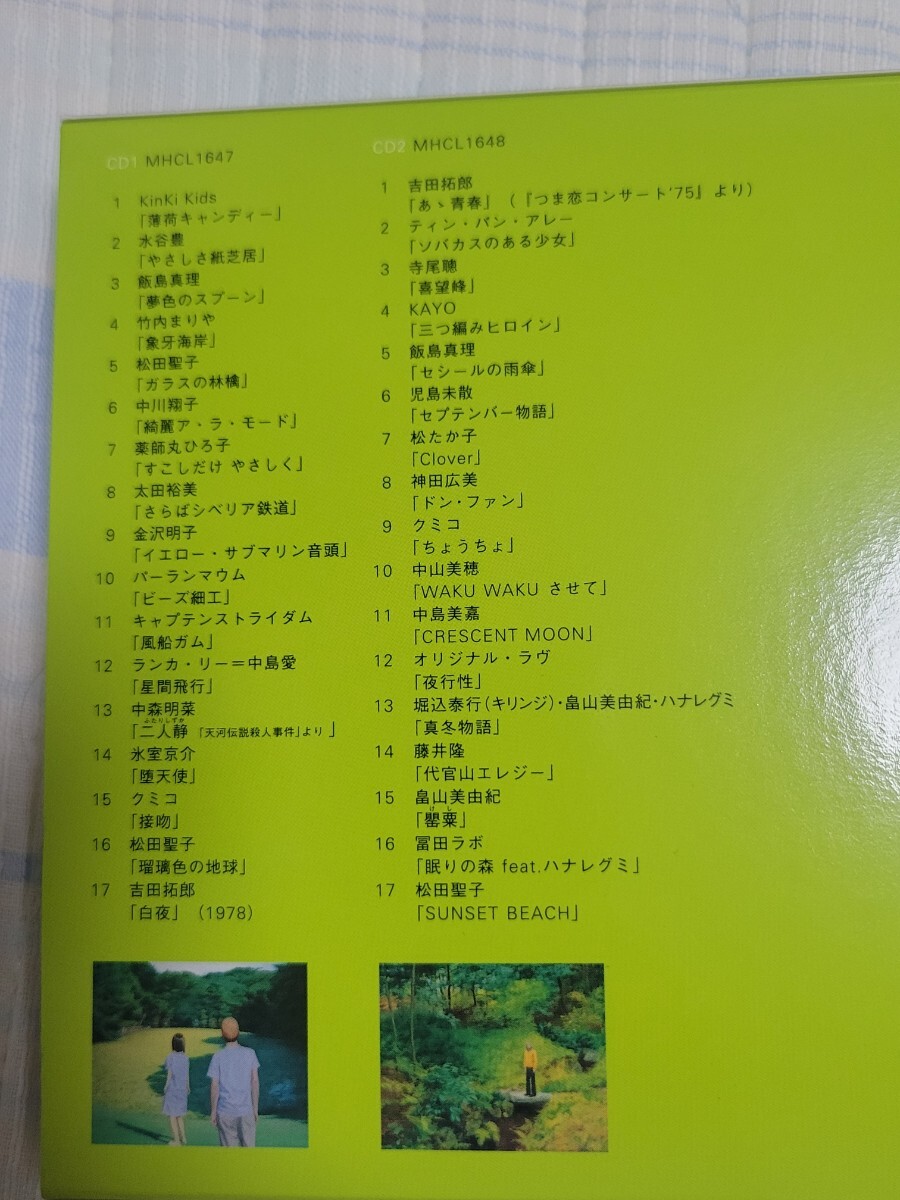 CD1 MHCL1647
1 KinKi Kids
「薄荷キャンディー」
2 水谷豊
「やさしさ紙芝居」
3 飯島真理
「夢色のスプーン」
4 竹内まりや
「象牙海岸」
5 松田聖子
「ガラスの林檎」
6 中川翔子
「綺麗ア・ラ・モード」
7 薬師丸ひろ子
「すこしだけ やさしく」
8 太田裕美
「さらばシベリア鉄道」
9 金沢明子
「イエロー・サブマリン音頭」
10 バーランマウム
「ビーズ細工」
11 キャプテンストライダム
「風船ガム」
12 ランカ・リー=中島愛
「星間飛行」
13 中森明菜
ふたりしずか
「二人静 「天河伝説殺人事件」より 」
14 氷室京介
「堕天使」
15 クミコ
「接吻」
16 松田聖子
「瑠璃色の地球」
17 吉田拓郎
「白夜」(1978)
CD2 MHCL1648
1 吉田拓郎
「あゝ青春」(『つま恋コンサート'75』より)
2 ティン・パン・アレー
「ソバカスのある少女」
3 寺尾聰
「喜望峰」
4 KAYO
「三つ編みヒロイン」
5 飯島真理
「セシールの雨傘」
6 児島未散
「セプテンバー物語」
7 松たか子
「Clover」
8 神田広美
「ドン・ファン」
9 クミコ
「ちょうちょ」
10 中山美穂
「WAKU WAKU させて」
11 中島美嘉
「CRESCENT MOON」
12 オリジナル・ラヴ
「夜行性」
13 堀込泰行(キリンジ)・畠山美由紀・ハナレグミ
「真冬物語」
14 藤井隆
「代官山エレジー」
15 畠山美由紀
けし
「罌粟」
16 冨田ラボ
「眠りの森 feat.ハナレグミ」
17 松田聖子
「SUNSET BEACH」